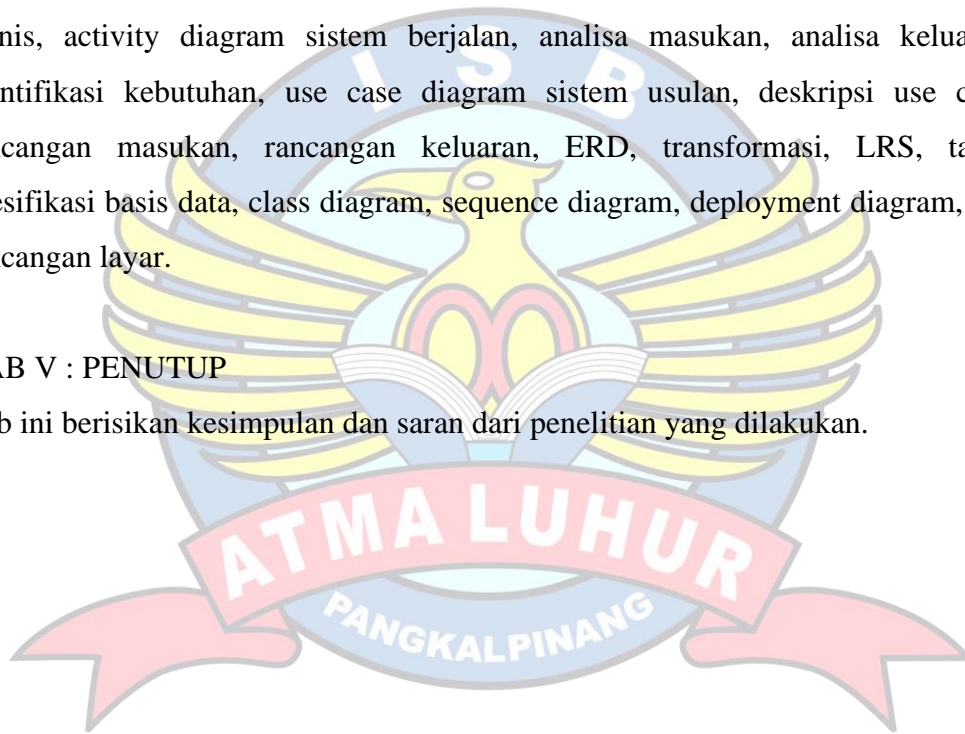 nis, activity diagram sistem berjalan, analisa masukan, analisa kelua
ntifikasi kebutuhan, use case diagram sistem usulan, deskripsi use c
cangan masukan, rancangan keluaran, ERD, transformasi, LRS, ta
esifikasi basis data, class diagram, sequence diagram, deployment diagram,
cangan layar.
AB V : PENUTUP
b ini berisikan kesimpulan dan saran dari penelitian yang dilakukan.
I S B
ATMA LUHUR
PANGKALPINANG